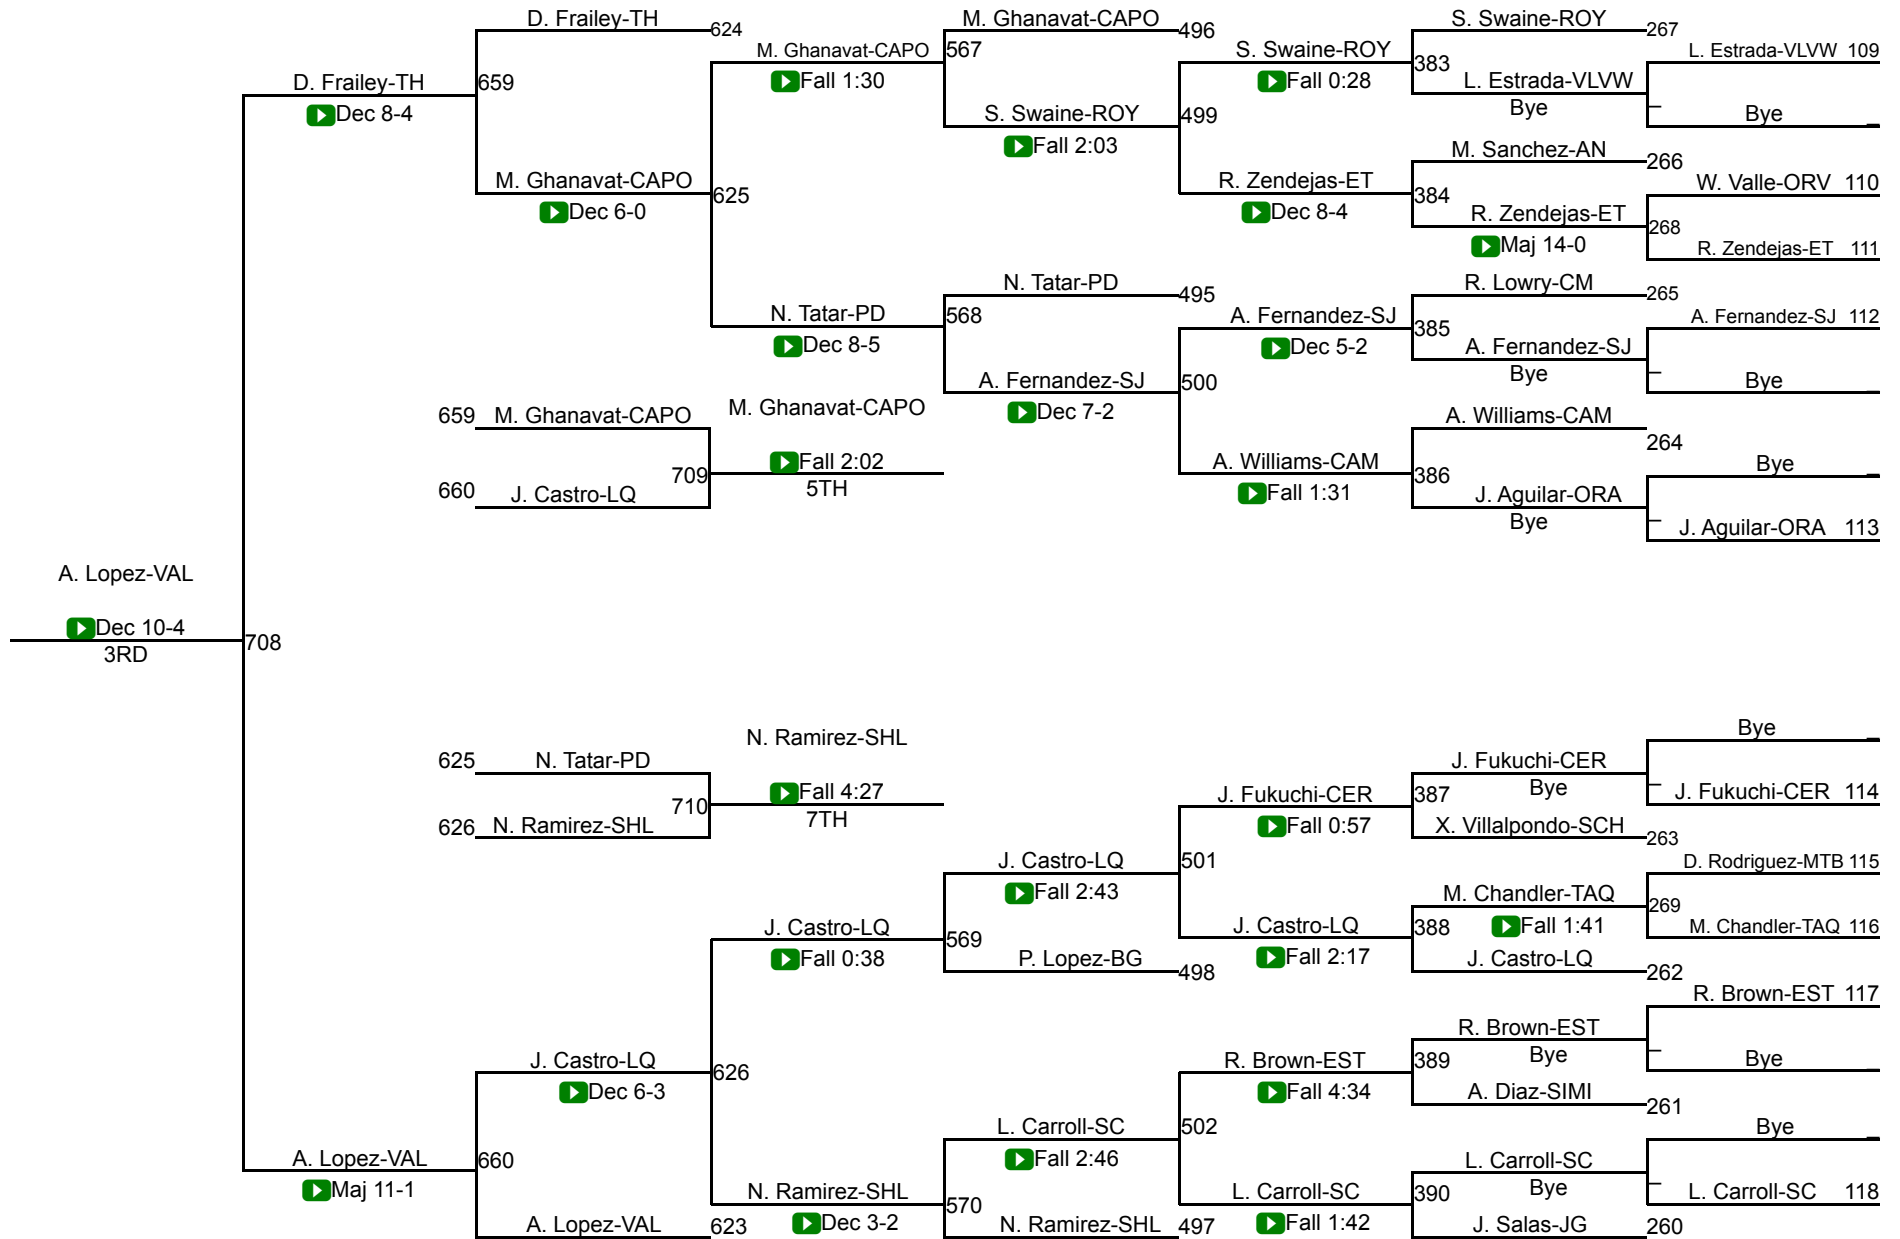 D. Frailey-TH
624
M. Ghanavat-CAPO
496
S. Swaine-ROY
267
M. Ghanavat-CAPO
567
S. Swaine-ROY
383
L. Estrada-VLVW 109
D. Frailey-TH
659
Fall 1:30
Fall 0:28
L. Estrada-VLVW
Bye
Dec 8-4
S. Swaine-ROY
499
Bye
Fall 2:03
M. Sanchez-AN
266
M. Ghanavat-CAPO
625
R. Zendejas-ET
384
W. Valle-ORV 110
Dec 6-0
Dec 8-4
R. Zendejas-ET
268
Maj 14-0
R. Zendejas-ET 111
N. Tatar-PD
495
R. Lowry-CM
265
N. Tatar-PD
568
A. Fernandez-SJ
385
A. Fernandez-SJ 112
Dec 8-5
Dec 5-2
A. Fernandez-SJ
Bye
A. Fernandez-SJ
500
Bye
659 M. Ghanavat-CAPO
M. Ghanavat-CAPO
Dec 7-2
A. Williams-CAM
264
709
Fall 2:02
A. Williams-CAM
386
Bye
660 J. Castro-LQ
5TH
Fall 1:31
J. Aguilar-ORA
Bye
J. Aguilar-ORA 113
A. Lopez-VAL
Dec 10-4
708
3RD
N. Ramirez-SHL
Bye
625 N. Tatar-PD
J. Fukuchi-CER
Bye
710
Fall 4:27
J. Fukuchi-CER
387
J. Fukuchi-CER 114
626 N. Ramirez-SHL
7TH
Fall 0:57
X. Villalpondo-SCH
263
J. Castro-LQ
501
D. Rodriguez-MTB 115
Fall 2:43
M. Chandler-TAQ
269
J. Castro-LQ
569
J. Castro-LQ
388
Fall 1:41
M. Chandler-TAQ 116
Fall 0:38
P. Lopez-BG
498
Fall 2:17
J. Castro-LQ
262
R. Brown-EST 117
R. Brown-EST
Bye
J. Castro-LQ
626
R. Brown-EST
389
Bye
Dec 6-3
Fall 4:34
A. Diaz-SIMI
261
L. Carroll-SC
502
Bye
A. Lopez-VAL
660
Fall 2:46
L. Carroll-SC
Bye
Maj 11-1
N. Ramirez-SHL
570
L. Carroll-SC
390
L. Carroll-SC 118
A. Lopez-VAL
623
Dec 3-2
N. Ramirez-SHL
497
Fall 1:42
J. Salas-JG
260